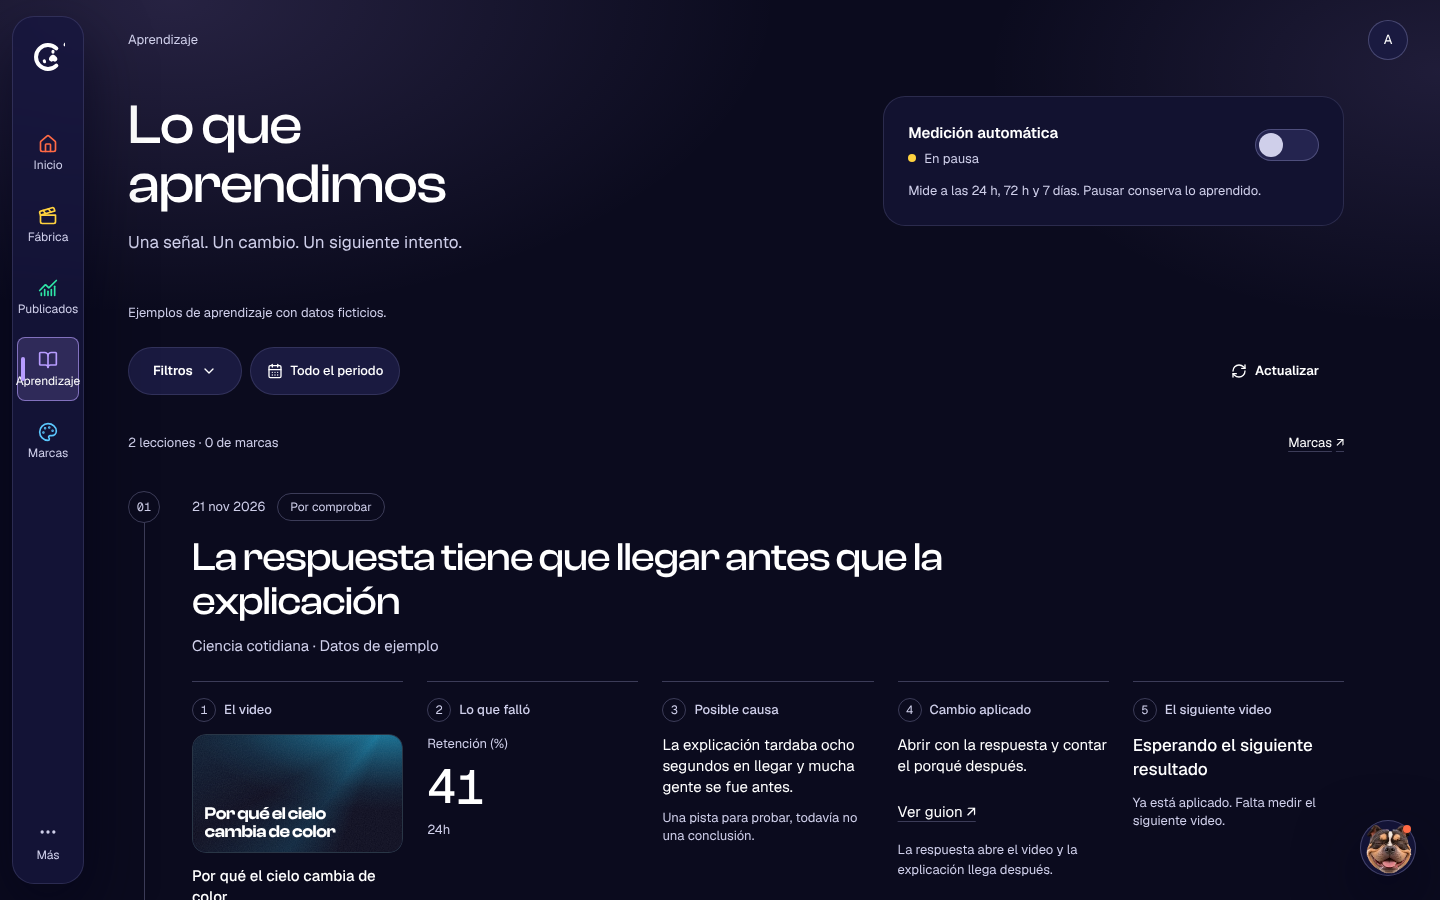 Aprendizaje
A
Inicio
Fábrica
Publicados
Aprendizaje
Marcas
Más
Lo que
aprendimos
Una señal. Un cambio. Un siguiente intento.
Medición automática
En pausa
Mide a las 24 h, 72 h y 7 días. Pausar conserva lo aprendido.
Ejemplos de aprendizaje con datos ficticios.
Filtros
Todo el periodo
Actualizar
2 lecciones · 0 de marcas
Marcas ↗
01
21 nov 2026
Por comprobar
La respuesta tiene que llegar antes que la
explicación
Ciencia cotidiana · Datos de ejemplo
1 El video
Por qué el cielo
cambia de color
Por qué el cielo cambia de
color
2 Lo que falló
Retención (%)
41
24h
3 Posible causa
La explicación tardaba ocho
segundos en llegar y mucha
gente se fue antes.
Una pista para probar, todavía no
una conclusión.
4 Cambio aplicado
Abrir con la respuesta y contar
el porqué después.
Ver guion ↗
La respuesta abre el video y la
explicación llega después.
5 El siguiente video
Esperando el siguiente
resultado
Ya está aplicado. Falta medir el
siguiente video.